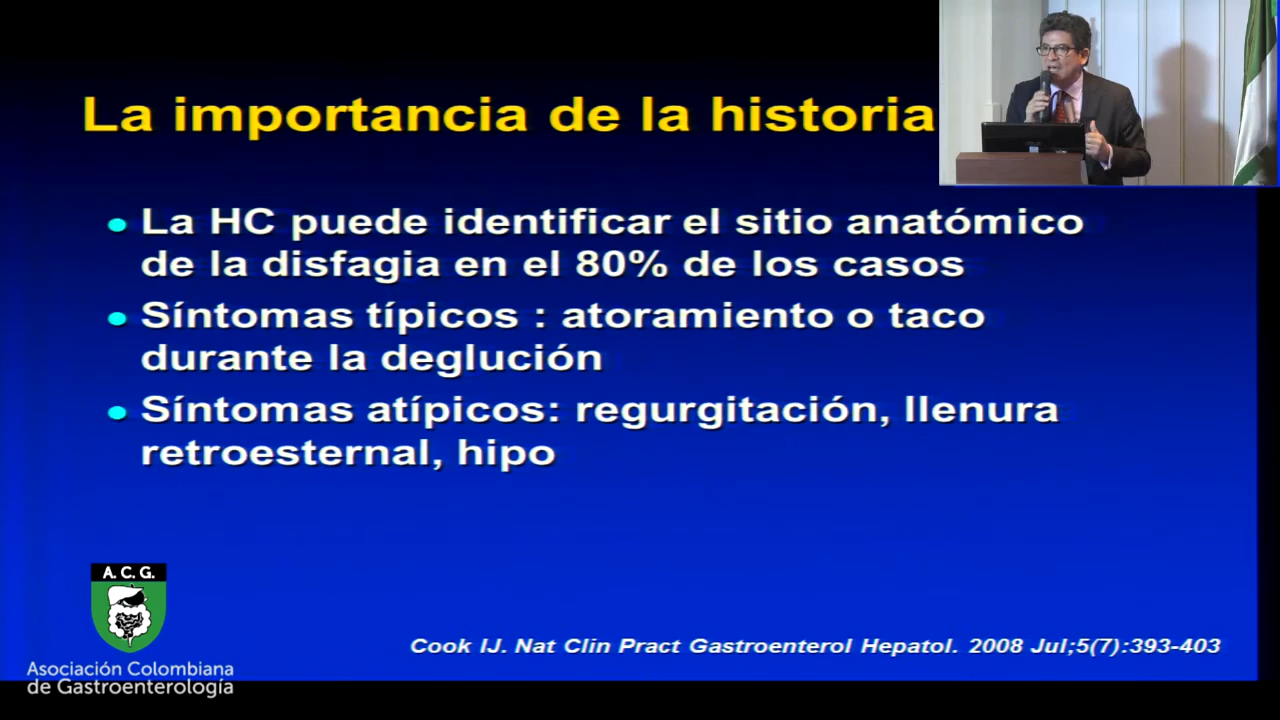 La importancia de la historia
La HC puede identificar el sitio anatómico
de la disfagia en el 80% de los casos
Síntomas típicos : atoramiento o taco
durante la deglución
Síntomas atípicos: regurgitación, llenura
retroesternal, hipo
A. C. G.
Cook IJ. Nat Clin Pract Gastroenterol Hepatol. 2008 Jul;5(7):393-403
Asociación Colombiana
de Gastroenterología